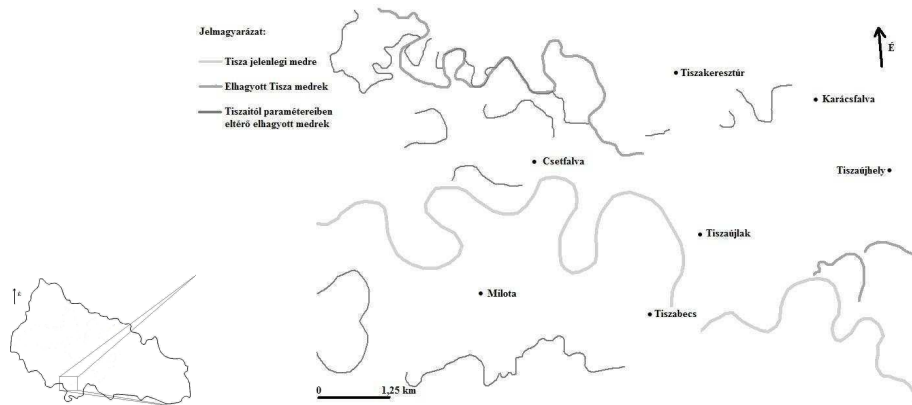 Jelmagyarázat:
Tisza jelenlegi medre
Elhagyott Tisza medrek
Tiszaitól paramétereiben
eltérő elhagyott medrek
É
Tiszakeresztúr
Karácsfalva
Csetfalva
Tiszaújhely
Tiszaújlak
Milota
Tiszabecs
0 1,25 km